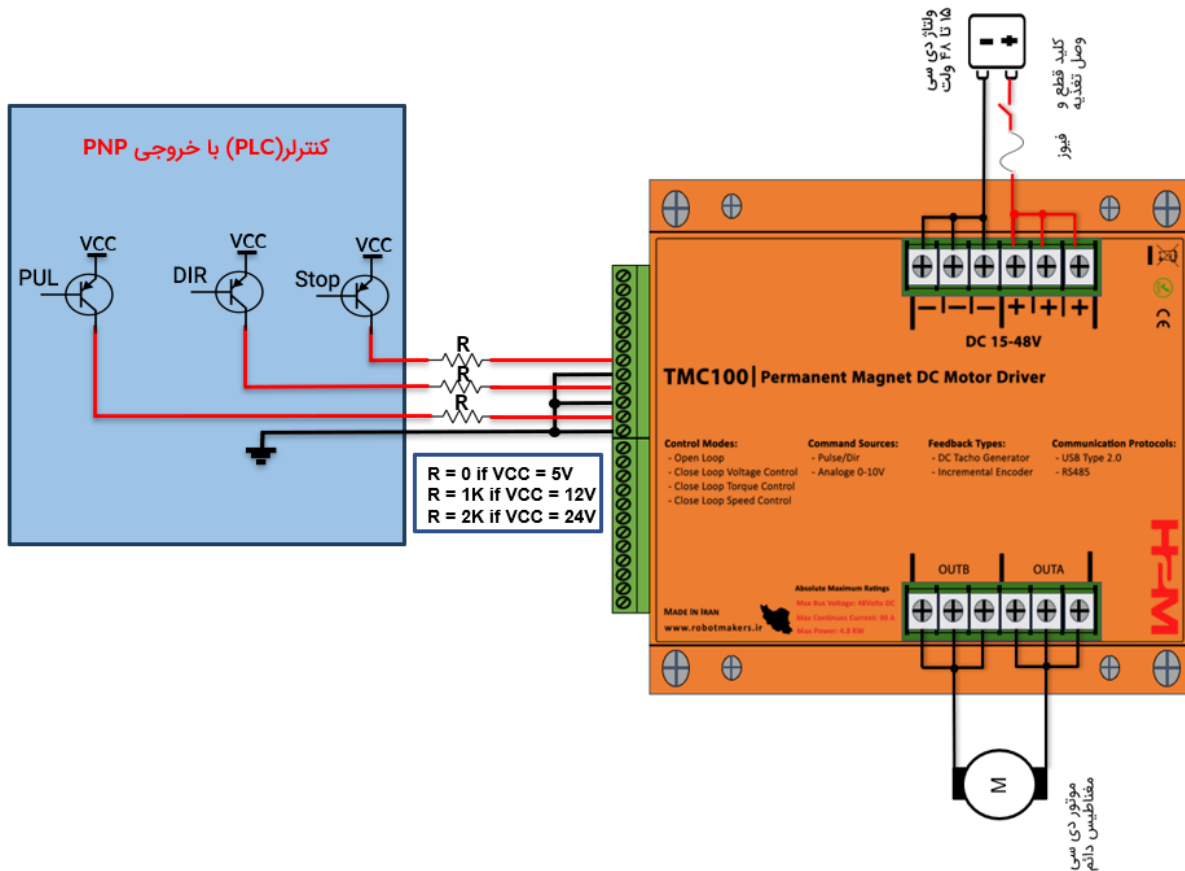 ولتاژ دی سی
۱۵ تا ۴۸ ولت
- +
کلید قطع و
وصل تغذیه
فیوز
کنترلر(PLC) با خروجی PNP
VCC
VCC
VCC
PUL
DIR
Stop
R
R
R
R = 0 if VCC = 5V
R = 1K if VCC = 12V
R = 2K if VCC = 24V
- - - + + +
CE
DC 15-48V
TMC100 | Permanent Magnet DC Motor Driver
Control Modes:
- Open Loop
- Close Loop Voltage Control
- Close Loop Torque Control
- Close Loop Speed Control
Command Sources:
- Pulse/Dir
- Analoge 0-10V
Feedback Types:
- DC Tacho Generator
- Incremental Encoder
Communication Protocols:
- USB Type 2.0
- RS485
OUTB
OUTA
Absolute Maximum Ratings
Max Bus Voltage: 48Volts DC
Max Continues Current: 90 A
Max Power: 4.8 KW
MADE IN IRAN
www.robotmakers.ir
M
موتور دی سی
مغناطیس دائم